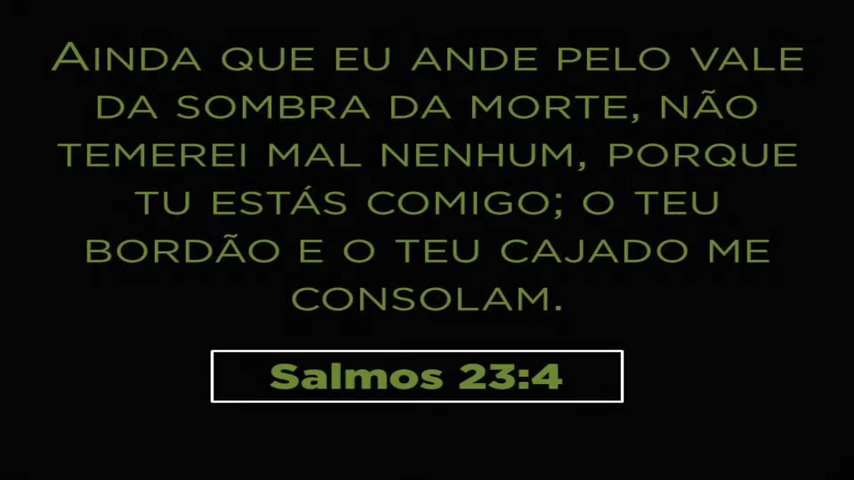 AINDA QUE EU ANDE PELO VALE
DA SOMBRA DA MORTE, NÃO
TEMEREI MAL NENHUM, PORQUE
TU ESTÁS COMIGO; O TEU
BORDÃO E O TEU CAJADO ME
CONSOLAM.
Salmos 23:4